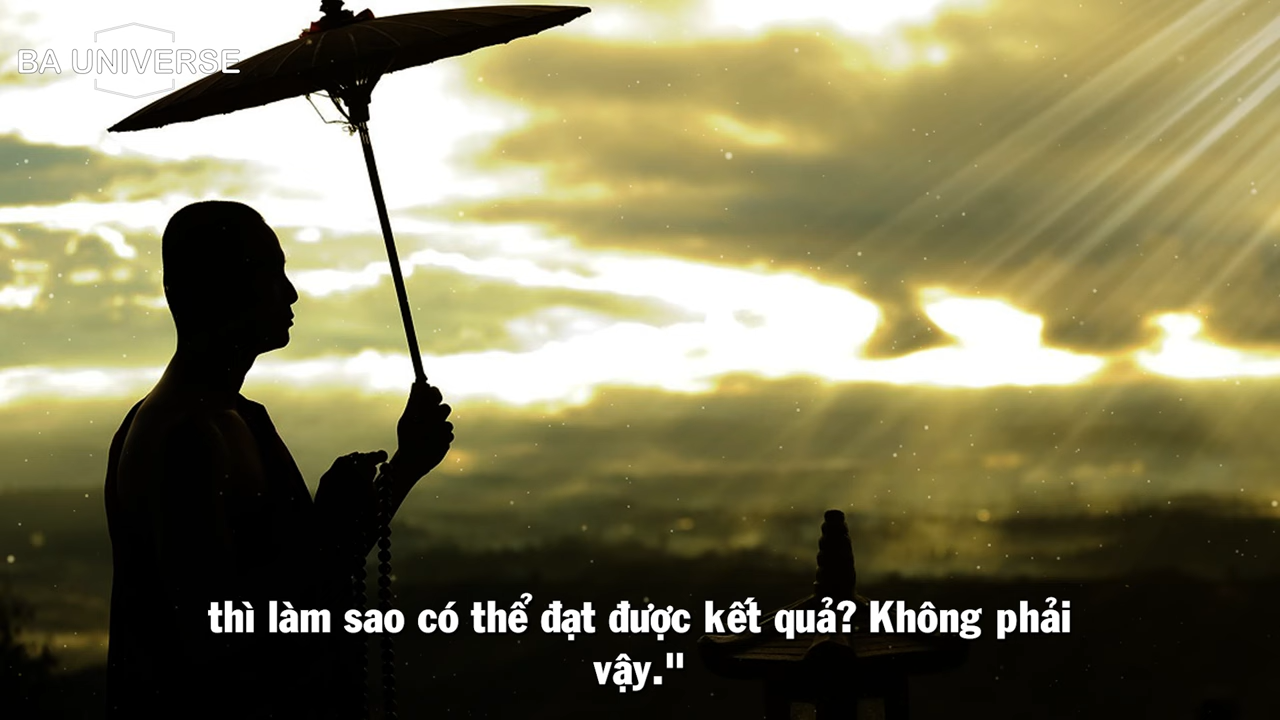 BA UNIVERSE
thì làm sao có thể đạt được kết quả? Không phải
vậy."